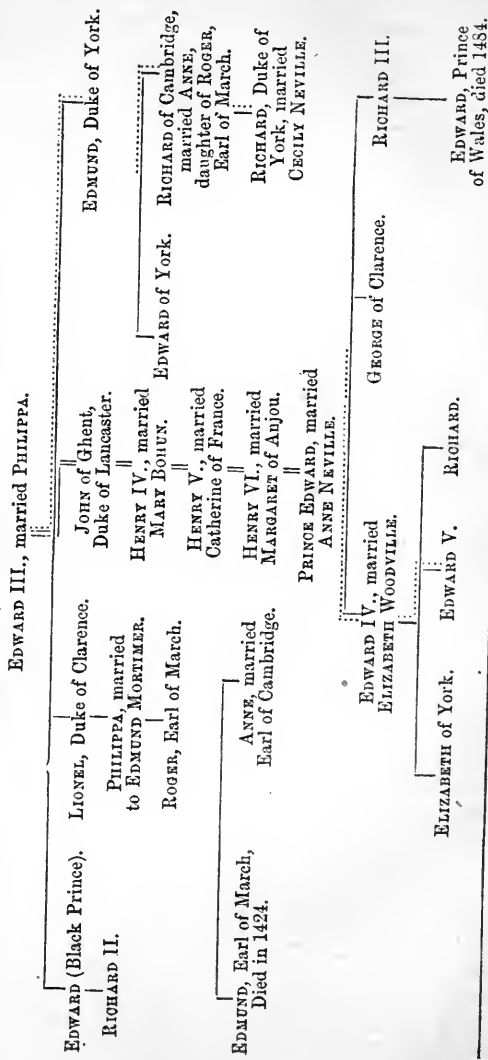 EDWARD III., married PHILIPPA.
EDWARD (Black Prince).
RICHARD II.
LIONEL, Duke of Clarence.
PHILIPPA, married
to EDMUND MORTIMER.
ROGER, Earl of March.
JOHN of Ghent,
Duke of Lancaster.
HENRY IV., married
MARY BOHUN.
HENRY V., married
Catherine of France.
HENRY VI., married
MARGARET of Anjou.
PRINCE EDWARD, married
ANNE NEVILLE.
EDMUND, Duke of York.
EDWARD of York.
RICHARD of Cambridge,
married ANNE,
daughter of ROGER,
Earl of March.
RICHARD, Duke of
York, married
CECILY NEVILLE.
EDMUND, Earl of March,
Died in 1424.
ANNE, married
Earl of Cambridge.
EDWARD IV., married
ELIZABETH WOODVILLE.
GEORGE of Clarence.
RICHARD III.
ELIZABETH of York.
EDWARD V.
RICHARD.
EDWARD, Prince
of Wales, died 1484.